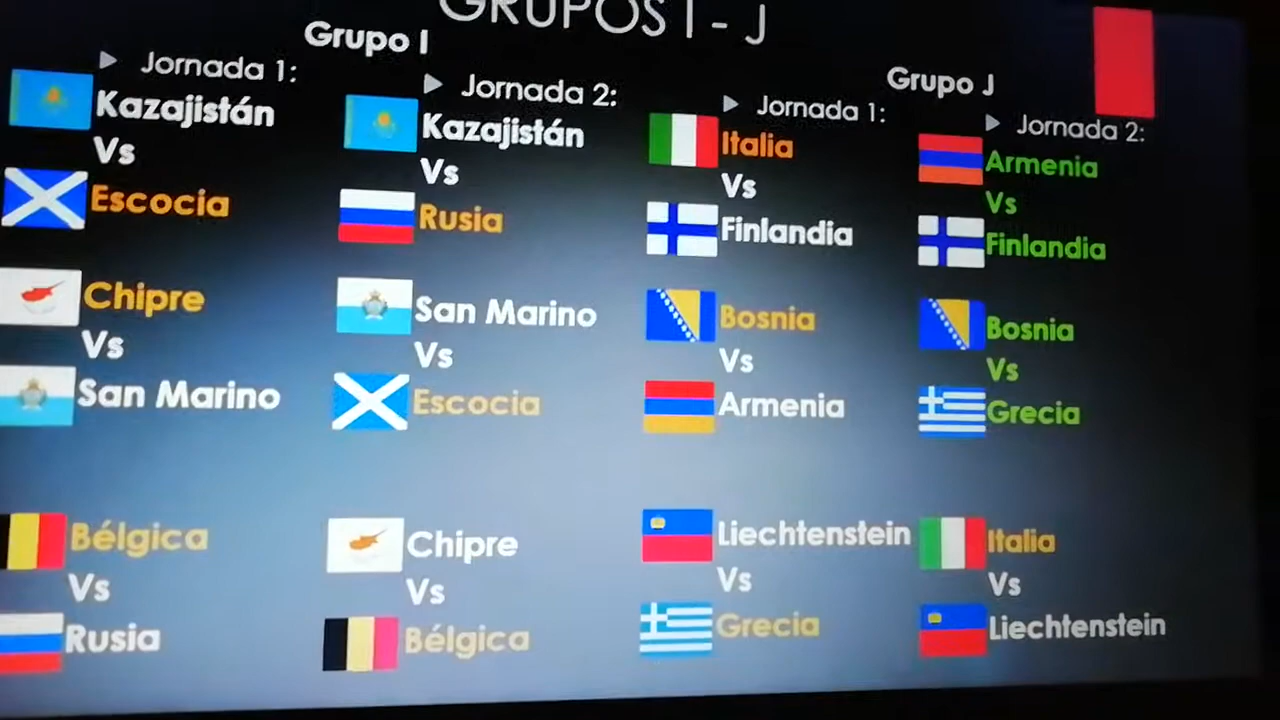 GRUPOS I - J
Grupo I
Jornada 1:
Kazajistán
Vs
Escocia
Chipre
Vs
San Marino
Bélgica
Vs
Rusia
Jornada 2:
Kazajistán
Vs
Rusia
San Marino
Vs
Escocia
Chipre
Vs
Bélgica
Grupo J
Jornada 1:
Italia
Vs
Finlandia
Bosnia
Vs
Armenia
Liechtenstein
Vs
Grecia
Jornada 2:
Armenia
Vs
Finlandia
Bosnia
Vs
Grecia
Italia
Vs
Liechtenstein